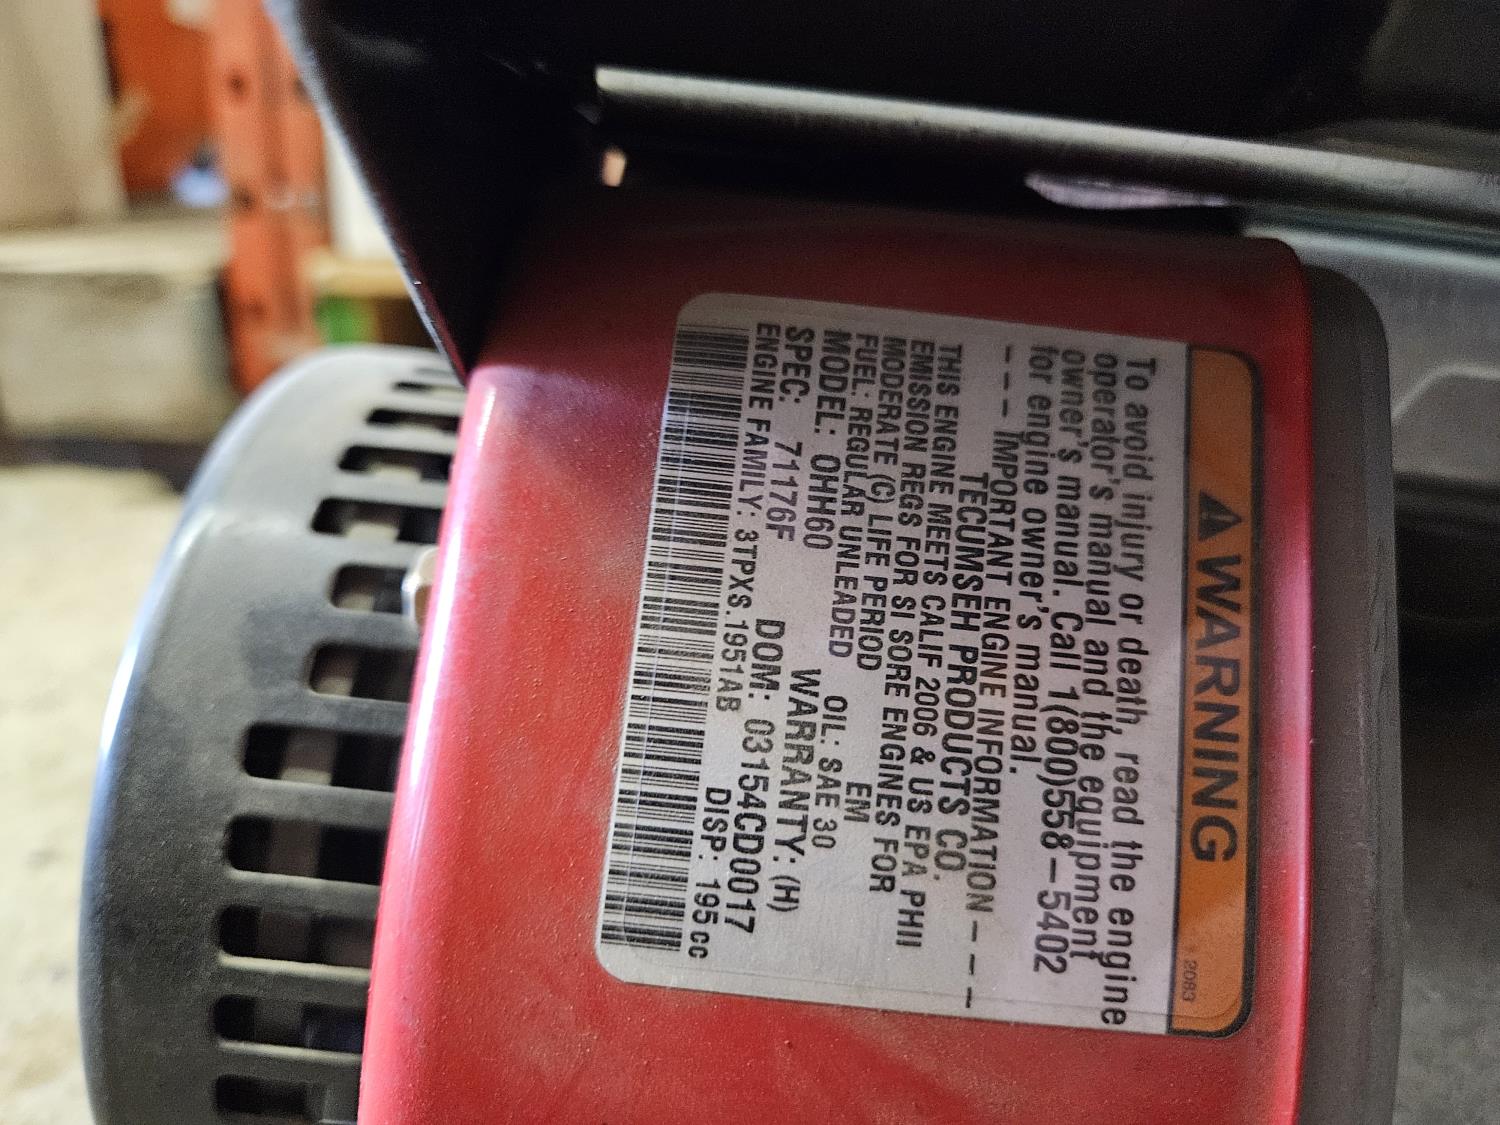 WARNING
* 2083
To avoid injury or death, read the engine
operator's manual and the equipment
owner's manual. Call 1(800)558-5402
for engine owner's manual.
--- IMPORTANT ENGINE INFORMATION ---
TECUMSEH PRODUCTS CO.
THIS ENGINE MEETS CALIF 2006 & US EPA PHII
EMISSION REGS FOR SI SORE ENGINES FOR
MODERATE (C) LIFE PERIOD EM
FUEL: REGULAR UNLEADED OIL: SAE 30
MODEL: OHH60 WARRANTY: (H)
SPEC: 71176F DOM: 03154CD0017
ENGINE FAMILY: 3TPXS.1951AB DISP: 195cc